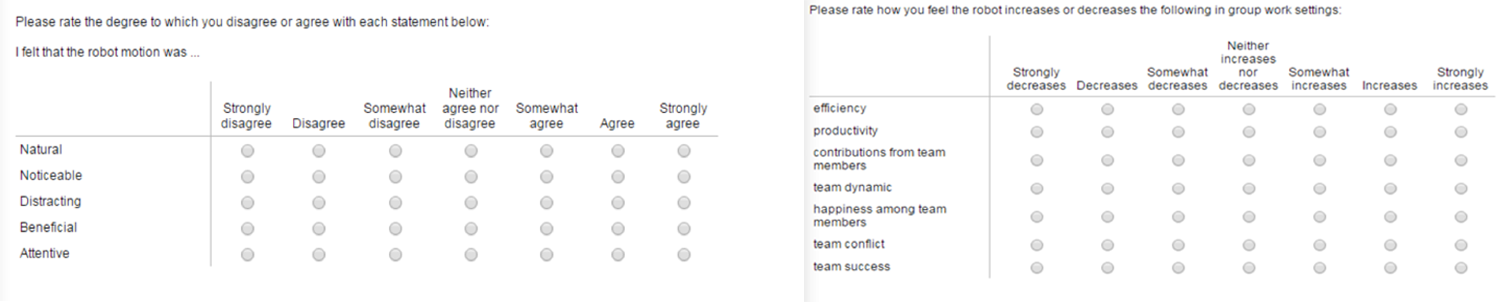 Please rate the degree to which you disagree or agree with each statement below:
I felt that the robot motion was ...
Strongly disagree Disagree Somewhat disagree Neither agree nor disagree Somewhat agree Agree Strongly agree
Natural
Noticeable
Distracting
Beneficial
Attentive
Please rate how you feel the robot increases or decreases the following in group work settings:
Strongly decreases Decreases Somewhat decreases Neither increases nor decreases Somewhat increases Increases Strongly increases
efficiency
productivity
contributions from team
members
team dynamic
happiness among team
members
team conflict
team success